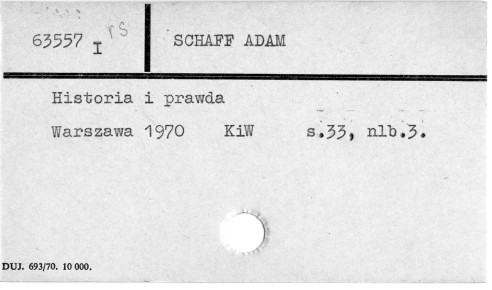 63557 I rs
SCHAFF ADAM
Historia i prawda
Warszawa 1970 KiW s.33, nlb.3.
DUJ. 693/70. 10 000.